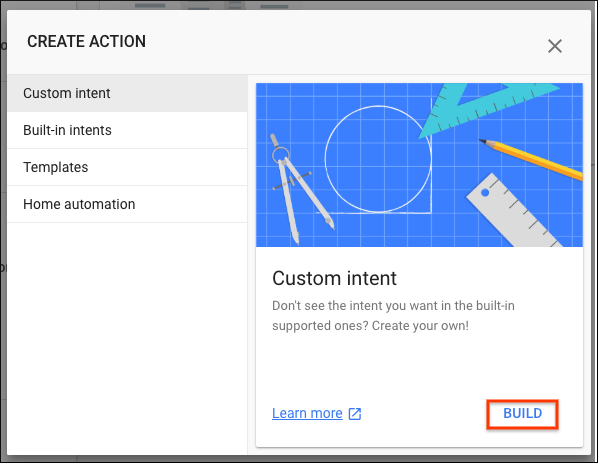 CREATE ACTION
Custom intent
Built-in intents
Templates
Home automation
Custom intent
Don't see the intent you want in the built-in
supported ones? Create your own!
Learn more
BUILD